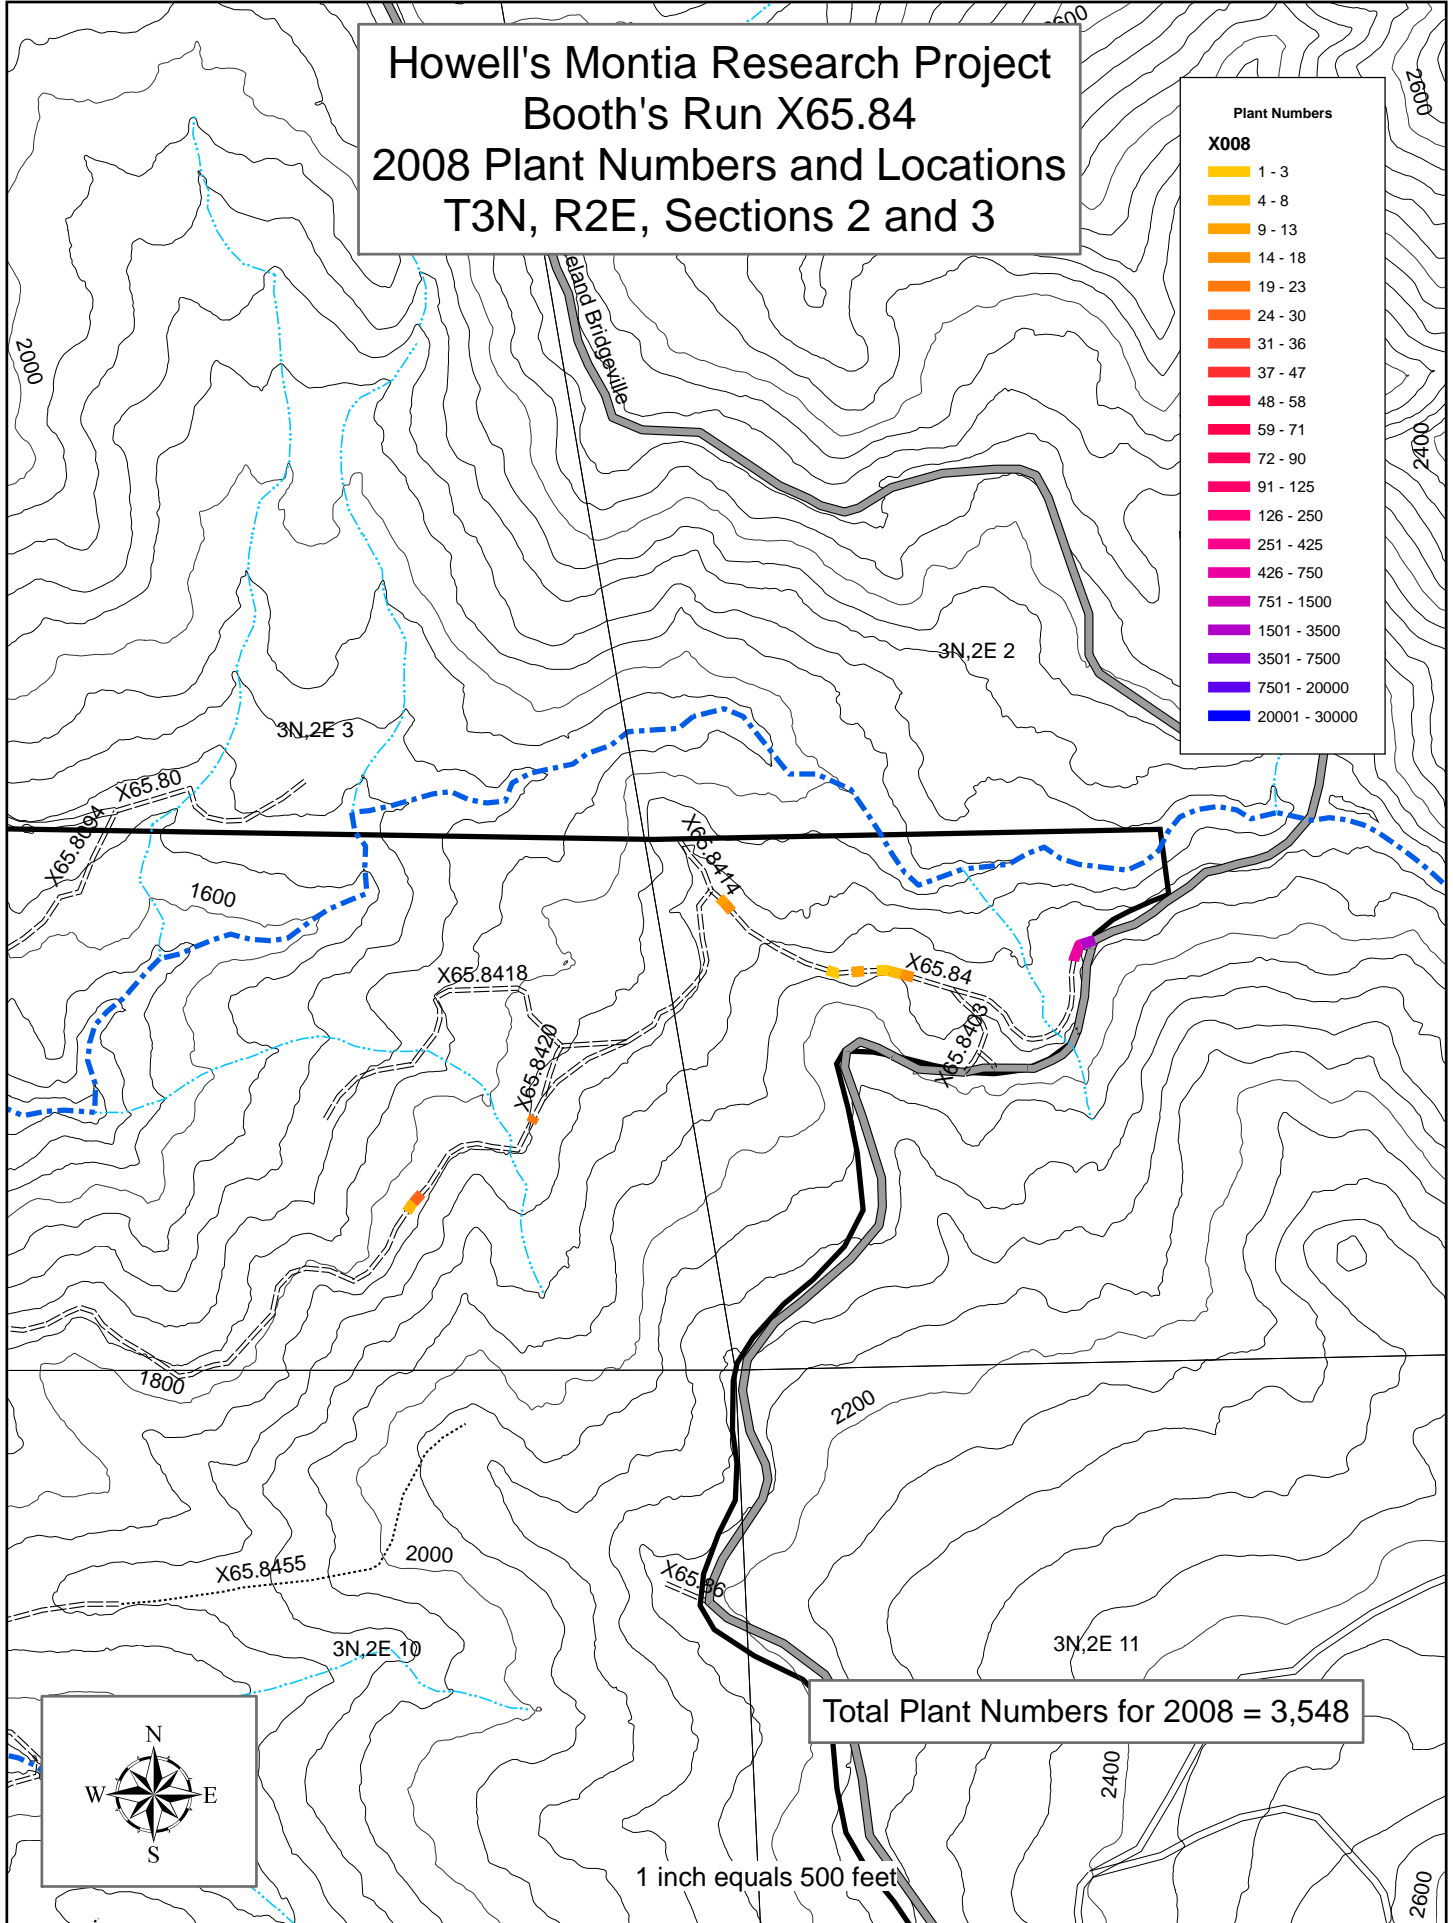 2600
Howell's Montia Research Project
Booth's Run X65.84
2008 Plant Numbers and Locations
T3N, R2E, Sections 2 and 3
2600
Plant Numbers
X008
1 - 3
4 - 8
9 - 13
14 - 18
19 - 23
24 - 30
31 - 36
37 - 47
48 - 58
59 - 71
72 - 90
91 - 125
126 - 250
251 - 425
426 - 750
751 - 1500
1501 - 3500
3501 - 7500
7501 - 20000
20001 - 30000
eland Bridgeville
2000
2400
3N,2E 2
3N,2E 3
X65.80
X65.8094
X65.8414
1600
X65.8418
X65.84
X65.8403
X65.8420
1800
2200
X65.8455
2000
X65.86
3N,2E 10
3N,2E 11
Total Plant Numbers for 2008 = 3,548
N
W
E
S
2400
1 inch equals 500 feet
2600